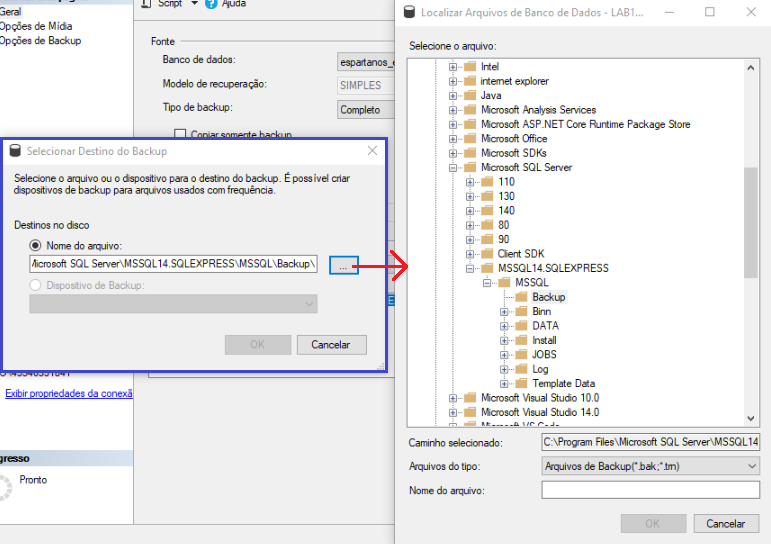 Geral
Opções de Mídia
Opções de Backup
Script
Ajuda
Fonte
Banco de dados:
espartanos_e
Modelo de recuperação:
SIMPLES
Tipo de backup:
Completo
Copiar somente backup
Selecionar Destino do Backup
Selecione o arquivo ou o dispositivo para o destino do backup. É possível criar
dispositivos de backup para arquivos usados com frequência.
Destinos no disco
Nome do arquivo:
Microsoft SQL Server\MSSQL14.SQLEXPRESS\MSSQL\Backup\
...
Dispositivo de Backup:
OK
Cancelar
Exibir propriedades da conexã
gresso
Pronto
Localizar Arquivos de Banco de Dados - LAB1...
Selecione o arquivo:
Intel
internet explorer
Java
Microsoft Analysis Services
Microsoft ASP.NET Core Runtime Package Store
Microsoft Office
Microsoft SDKs
Microsoft SQL Server
110
130
140
80
90
Client SDK
MSSQL14.SQLEXPRESS
MSSQL
Backup
Binn
DATA
Install
JOBS
Log
Template Data
Microsoft Visual Studio 10.0
Microsoft Visual Studio 14.0
Microsoft VS Code
Caminho selecionado:
C:\Program Files\Microsoft SQL Server\MSSQL14
Arquivos do tipo:
Arquivos de Backup(*.bak;*.trn)
Nome do arquivo:
OK
Cancelar